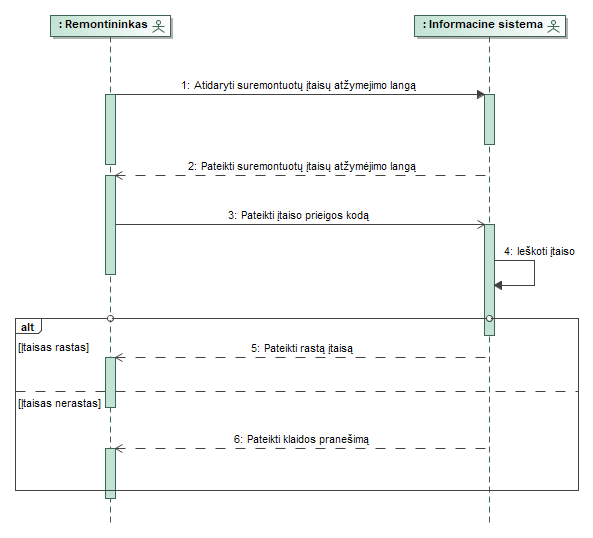 : Remontininkas
: Informacine sistema
1: Atidaryti suremontuotų įtaisų atžymejimo langą
2: Pateikti suremontuotų įtaisų atžymėjimo langą
3: Pateikti įtaiso prieigos kodą
4: Ieškoti įtaiso
alt
[Įtaisas rastas]
5: Pateikti rastą įtaisą
[Įtaisas nerastas]
6: Pateikti klaidos pranešimą